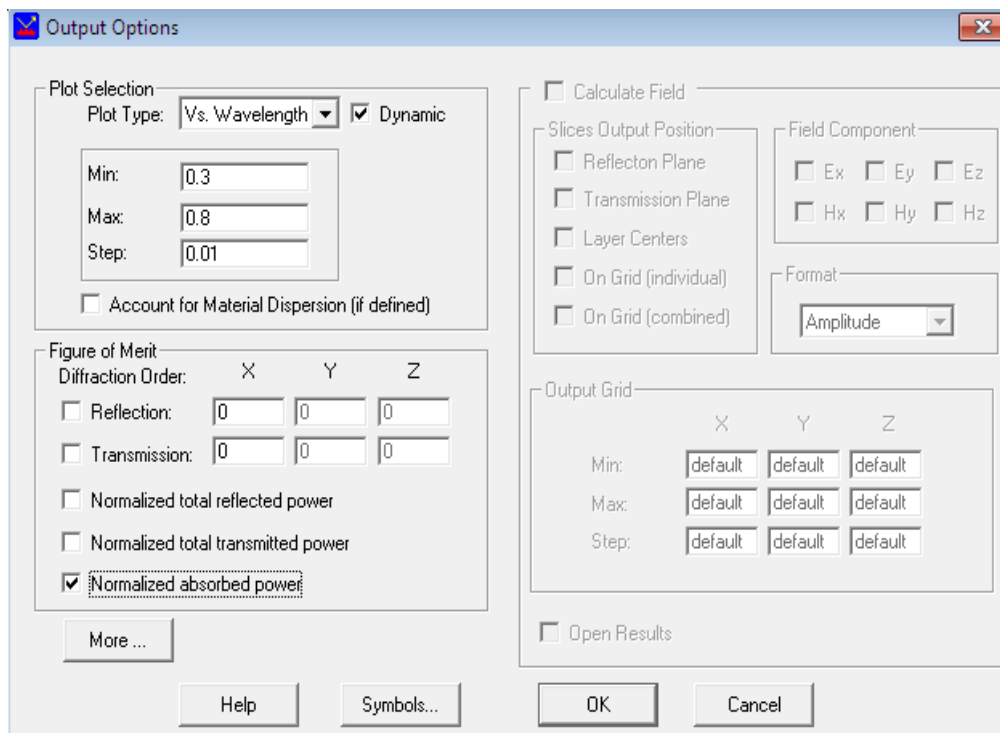 Output Options
Plot Selection
Plot Type: Vs. Wavelength Dynamic
Min: 0.3
Max: 0.8
Step: 0.01
Account for Material Dispersion (if defined)
Figure of Merit
Diffraction Order: X Y Z
Reflection: 0 0 0
Transmission: 0 0 0
Normalized total reflected power
Normalized total transmitted power
Normalized absorbed power
More ...
Calculate Field
Slices Output Position
Reflecton Plane
Transmission Plane
Layer Centers
On Grid (individual)
On Grid (combined)
Field Component
Ex Ey Ez
Hx Hy Hz
Format
Amplitude
Output Grid
X Y Z
Min: default default default
Max: default default default
Step: default default default
Open Results
Help Symbols... OK Cancel